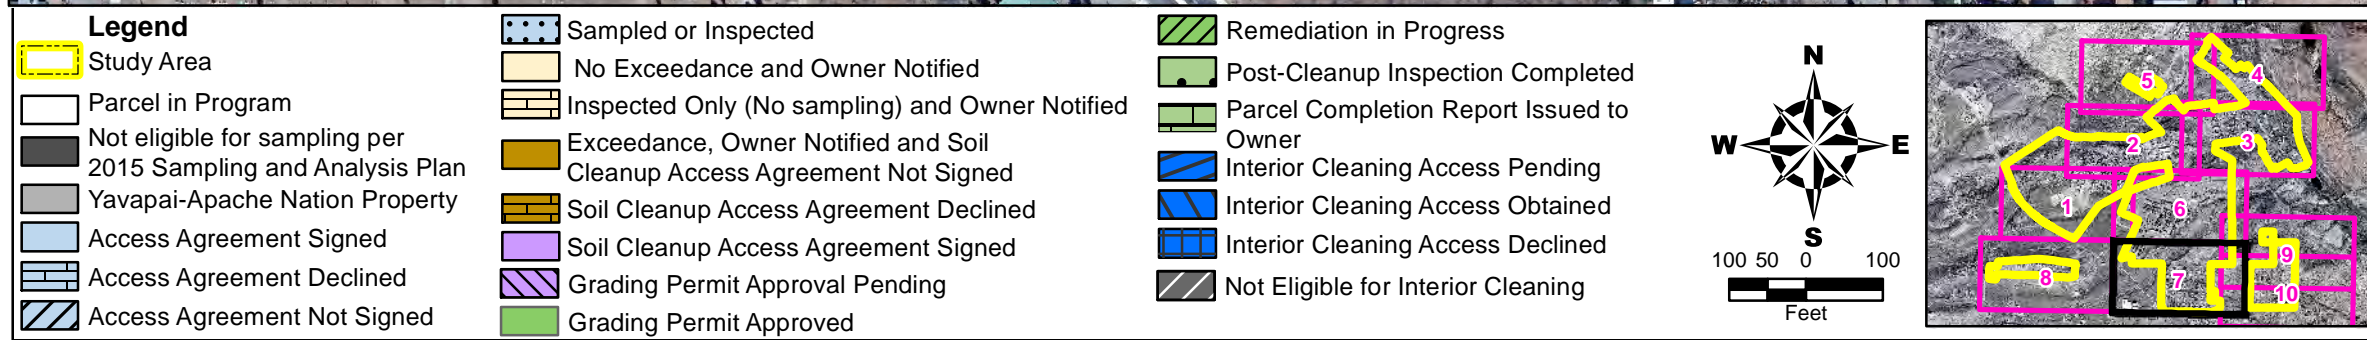 Legend
Study Area
Parcel in Program
Not eligible for sampling per
2015 Sampling and Analysis Plan
Yavapai-Apache Nation Property
Access Agreement Signed
Access Agreement Declined
Access Agreement Not Signed
Sampled or Inspected
No Exceedance and Owner Notified
Inspected Only (No sampling) and Owner Notified
Exceedance, Owner Notified and Soil
Cleanup Access Agreement Not Signed
Soil Cleanup Access Agreement Declined
Soil Cleanup Access Agreement Signed
Grading Permit Approval Pending
Grading Permit Approved
Remediation in Progress
Post-Cleanup Inspection Completed
Parcel Completion Report Issued to
Owner
Interior Cleaning Access Pending
Interior Cleaning Access Obtained
Interior Cleaning Access Declined
Not Eligible for Interior Cleaning
N
W E
S
100 50 0 100
Feet
5 4
2 3
1 6
9
8 7
10